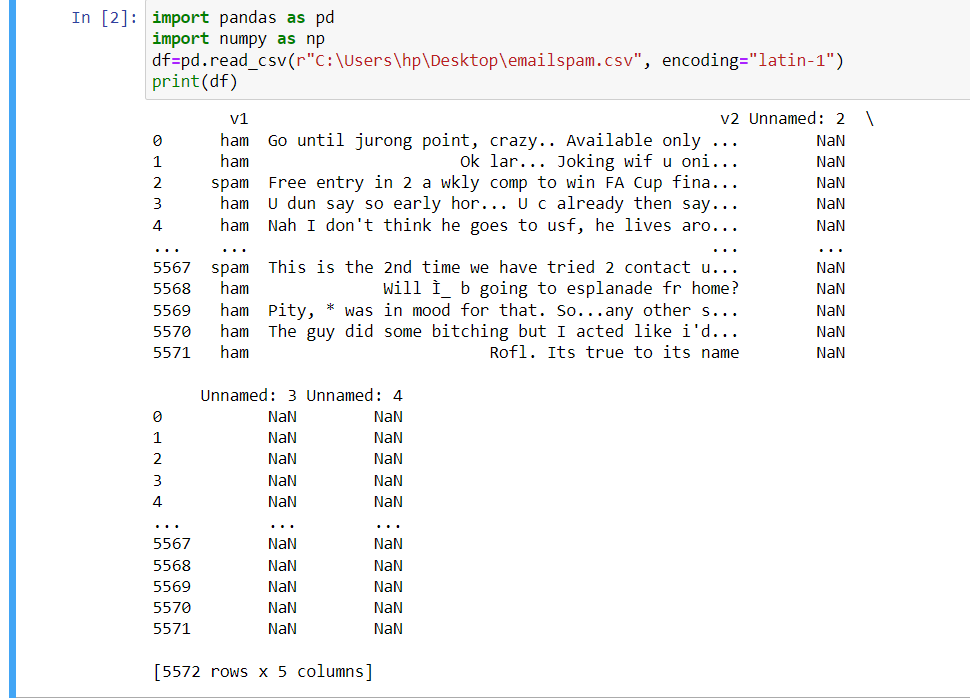 In [2]: import pandas as pd
import numpy as np
df=pd.read_csv(r"C:\Users\hp\Desktop\emailspam.csv", encoding="latin-1")
print(df)
v1 v2 Unnamed: 2 \
0 ham Go until jurong point, crazy.. Available only ... NaN
1 ham Ok lar... Joking wif u oni... NaN
2 spam Free entry in 2 a wkly comp to win FA Cup fina... NaN
3 ham U dun say so early hor... U c already then say... NaN
4 ham Nah I don't think he goes to usf, he lives aro... NaN
... ... ... ...
5567 spam This is the 2nd time we have tried 2 contact u... NaN
5568 ham Will Ì_ b going to esplanade fr home? NaN
5569 ham Pity, * was in mood for that. So...any other s... NaN
5570 ham The guy did some bitching but I acted like i'd... NaN
5571 ham Rofl. Its true to its name NaN
Unnamed: 3 Unnamed: 4
0 NaN NaN
1 NaN NaN
2 NaN NaN
3 NaN NaN
4 NaN NaN
... ... ...
5567 NaN NaN
5568 NaN NaN
5569 NaN NaN
5570 NaN NaN
5571 NaN NaN
[5572 rows x 5 columns]